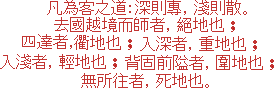 凡為客之道：深則專，淺則散。
去國越境而師者，絕地也；
四達者，衢地也；入深者，重地也；
入淺者，輕地也；背固前隘者，圍地也；
無所往者，死地也。